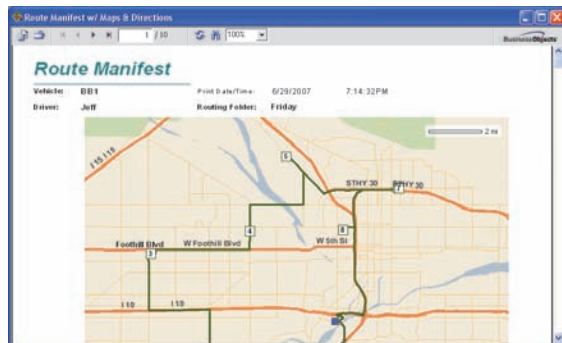 Route Manifest w/ Maps & Directions
1 / 10
100%
BusinessObjects
Route Manifest
Vehicle: BB1 Print Date/Time: 6/29/2007 7:14:32PM
Driver: Jeff Routing Folder: Friday
2 mi
I 15 I 15
5
STHY 30
7
STHY 30
4
6
Foothill Blvd
W Foothill Blvd
W 5th St
3
I 10
I 10